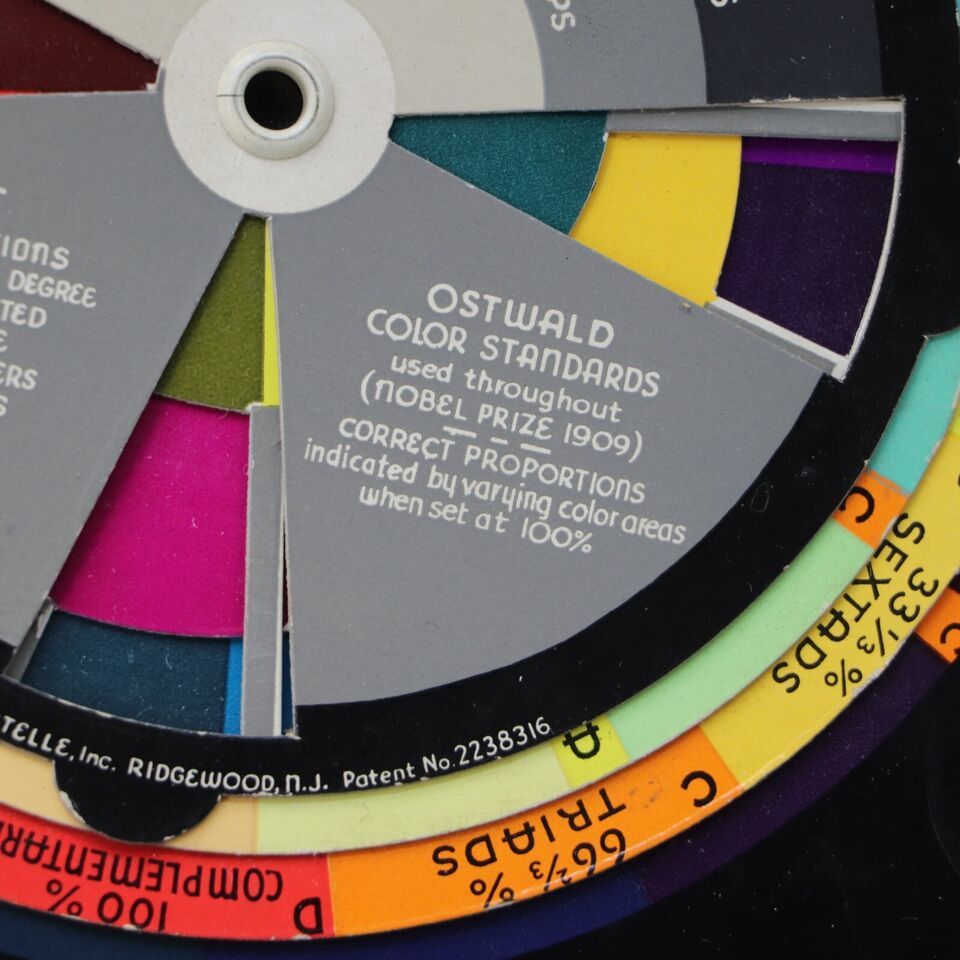 OSTWALD
COLOR STANDARDS
used throughout
(NOBEL PRIZE 1909)
CORRECT PROPORTIONS
indicated by varying color areas
when set at 100%
IONS
DEGREE
TED
E
ERS
S
PS
TELLE, Inc. RIDGEWOOD, N.J. Patent No. 2238316
A
C
SEXTADS
33⅓ %
C
C
TRIADS
66⅔ %
D
COMPLEMENTAR
100 %